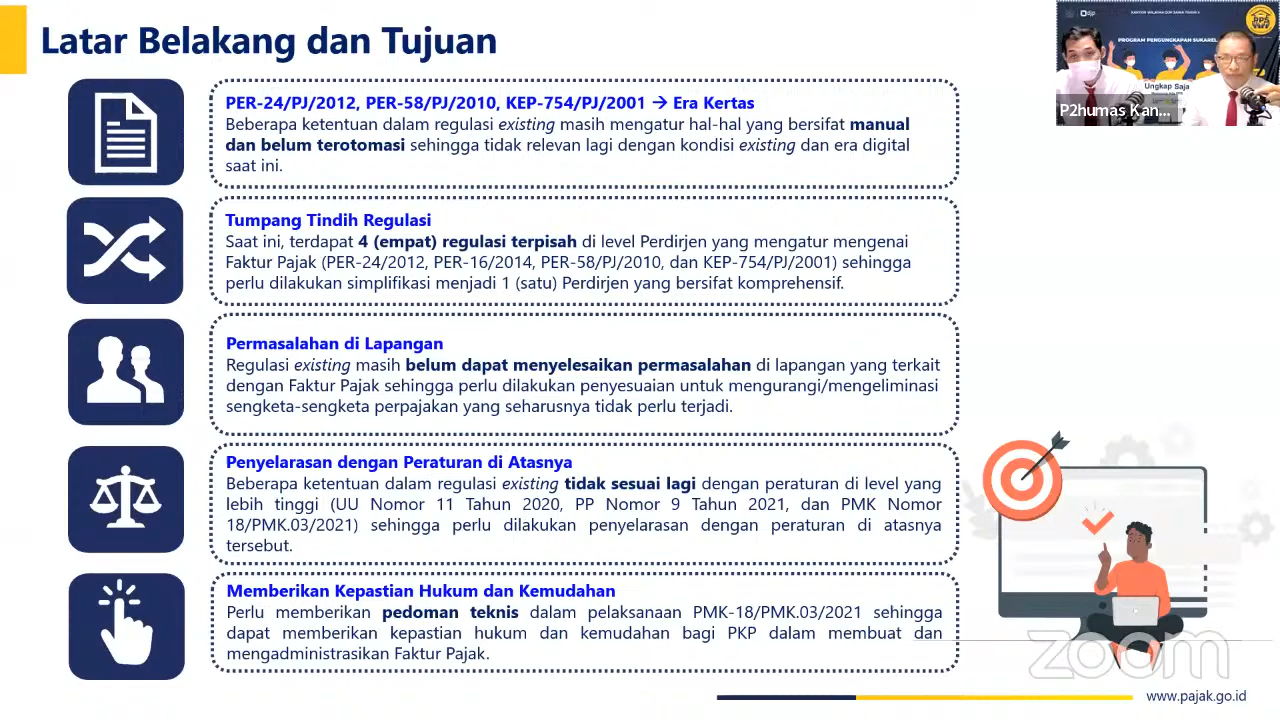 Latar Belakang dan Tujuan
PER-24/PJ/2012, PER-58/PJ/2010, KEP-754/PJ/2001 → Era Kertas
Beberapa ketentuan dalam regulasi existing masih mengatur hal-hal yang bersifat manual
dan belum terotomasi sehingga tidak relevan lagi dengan kondisi existing dan era digital
saat ini.
Tumpang Tindih Regulasi
Saat ini, terdapat 4 (empat) regulasi terpisah di level Perdirjen yang mengatur mengenai
Faktur Pajak (PER-24/2012, PER-16/2014, PER-58/PJ/2010, dan KEP-754/PJ/2001) sehingga
perlu dilakukan simplifikasi menjadi 1 (satu) Perdirjen yang bersifat komprehensif.
Permasalahan di Lapangan
Regulasi existing masih belum dapat menyelesaikan permasalahan di lapangan yang terkait
dengan Faktur Pajak sehingga perlu dilakukan penyesuaian untuk mengurangi/mengeliminasi
sengketa-sengketa perpajakan yang seharusnya tidak perlu terjadi.
Penyelarasan dengan Peraturan di Atasnya
Beberapa ketentuan dalam regulasi existing tidak sesuai lagi dengan peraturan di level yang
lebih tinggi (UU Nomor 11 Tahun 2020, PP Nomor 9 Tahun 2021, dan PMK Nomor
18/PMK.03/2021) sehingga perlu dilakukan penyelarasan dengan peraturan di atasnya
tersebut.
Memberikan Kepastian Hukum dan Kemudahan
Perlu memberikan pedoman teknis dalam pelaksanaan PMK-18/PMK.03/2021 sehingga
dapat memberikan kepastian hukum dan kemudahan bagi PKP dalam membuat dan
mengadministrasikan Faktur Pajak.
djp
PROGRAM PENGUNGKAPAN SUKAREL
PPS
Ungkap Saja
P2humas Kan...
zoom
www.pajak.go.id